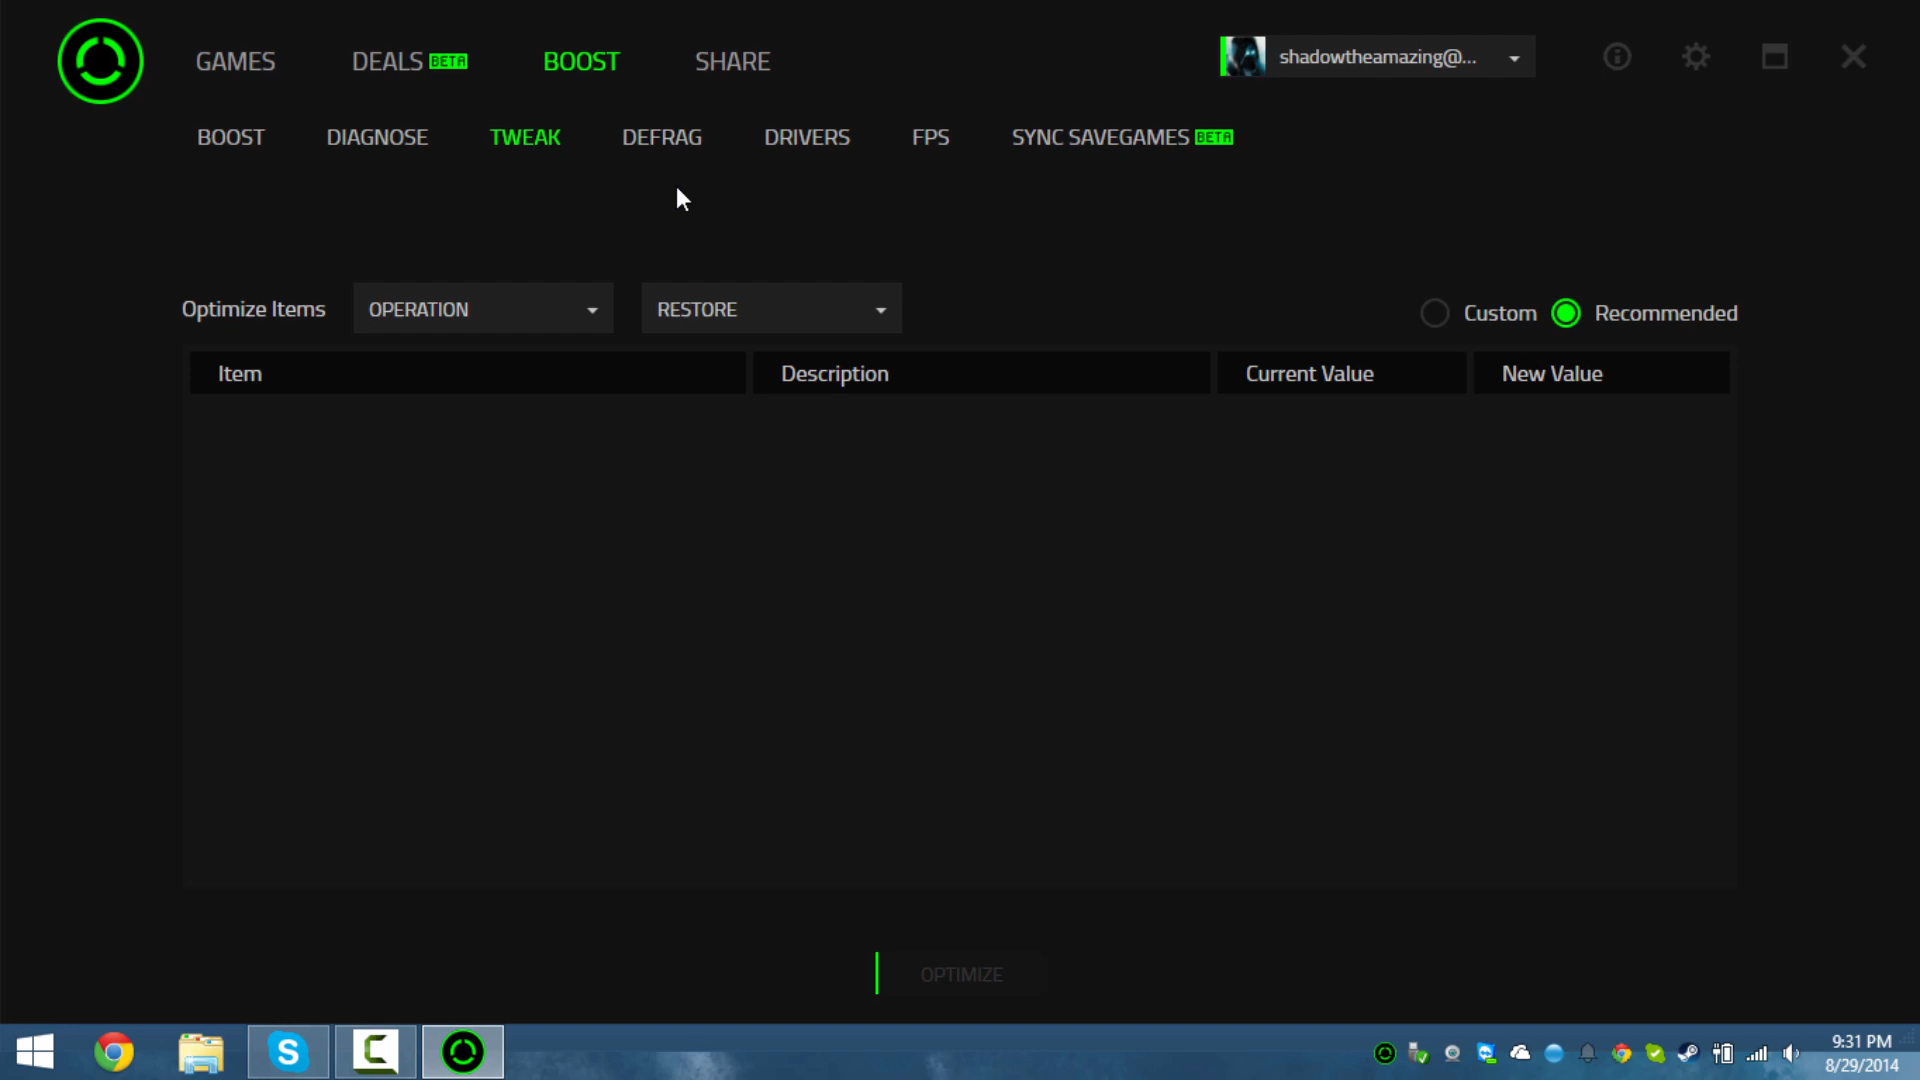 GAMES DEALS BETA BOOST SHARE shadowtheamazing@...
BOOST DIAGNOSE TWEAK DEFRAG DRIVERS FPS SYNC SAVEGAMES BETA
Optimize Items OPERATION RESTORE Custom Recommended
Item Description Current Value New Value
OPTIMIZE
9:31 PM
8/29/2014